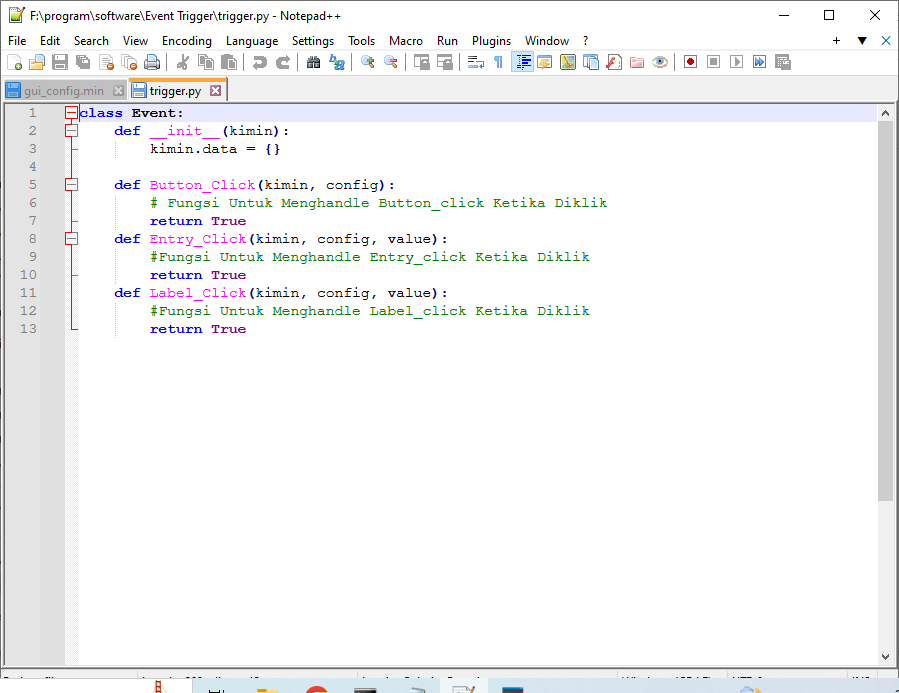 F:\program\software\Event Trigger\trigger.py - Notepad++
File Edit Search View Encoding Language Settings Tools Macro Run Plugins Window ? + ▼ ✕
gui_config.min trigger.py
1 class Event:
2 def __init__(kimin):
3 kimin.data = {}
4
5 def Button_Click(kimin, config):
6 # Fungsi Untuk Menghandle Button_click Ketika Diklik
7 return True
8 def Entry_Click(kimin, config, value):
9 #Fungsi Untuk Menghandle Entry_click Ketika Diklik
10 return True
11 def Label_Click(kimin, config, value):
12 #Fungsi Untuk Menghandle Label_click Ketika Diklik
13 return True